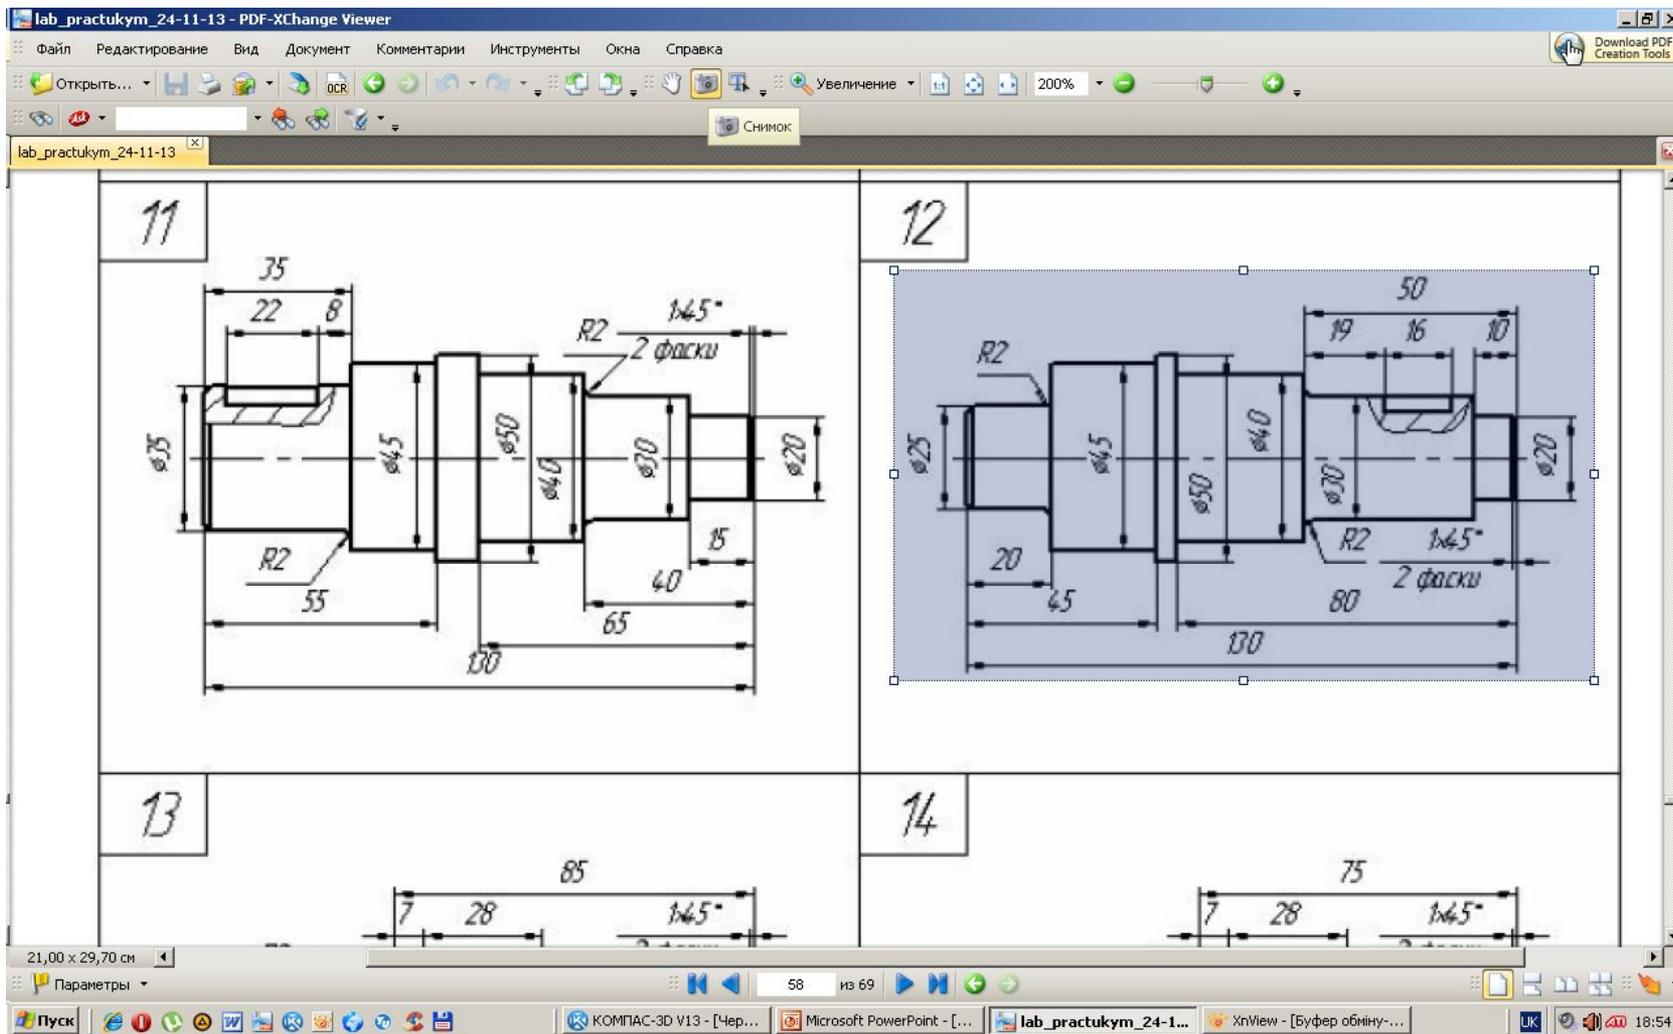 lab_practukym_24-11-13 - PDF-XChange Viewer
Файл Редактирование Вид Документ Комментарии Инструменты Окна Справка
Download PDF
Creation Tools
Открыть... OCR Увеличение 1:1 200%
Ask
Снимок
lab_practukym_24-11-13
11
35
22 8
1x45°
R2
2 фаски
ø35
ø45
ø50
ø40
ø30
ø20
15
R2
40
55
65
130
12
50
19 16 10
R2
ø25
ø45
ø50
ø40
ø30
ø20
R2 1x45°
2 фаски
20
45
80
130
13
85
7 28 1x45°
14
75
7 28 1x45°
21,00 x 29,70 см
Параметры 58 из 69
Пуск КОМПАС-3D V13 - [Чер... Microsoft PowerPoint - [... lab_practukym_24-1... XnView - [Буфер обміну-... UK 18:54